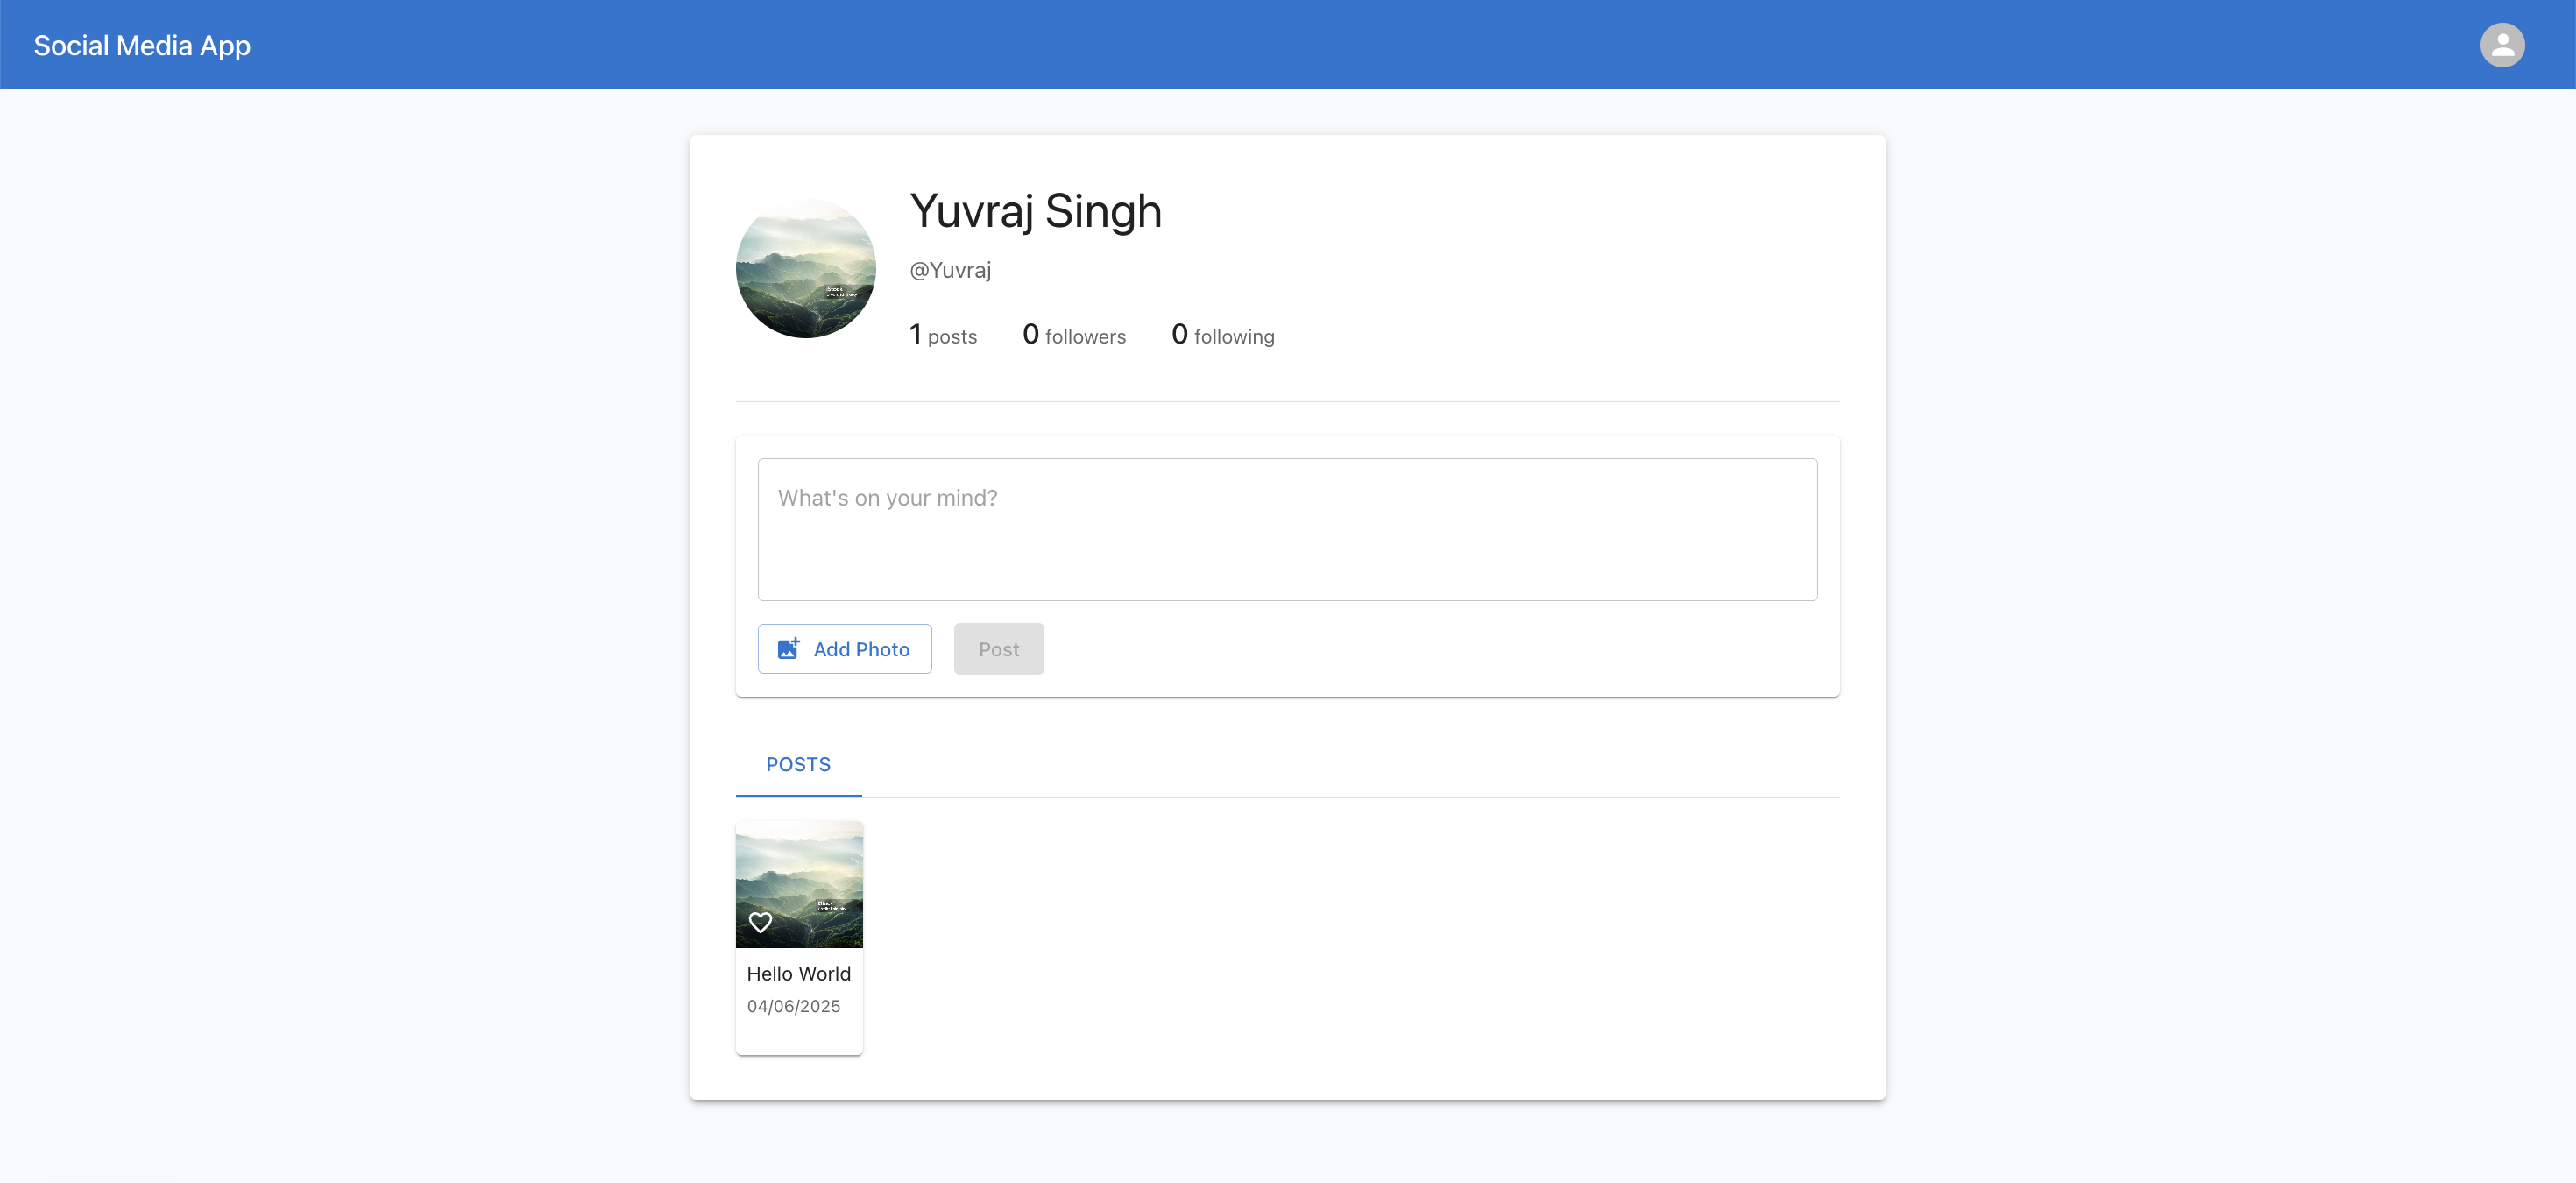 Social Media App
Yuvraj Singh
@Yuvraj
1 posts 0 followers 0 following
What's on your mind?
Add Photo Post
POSTS
Hello World
04/06/2025